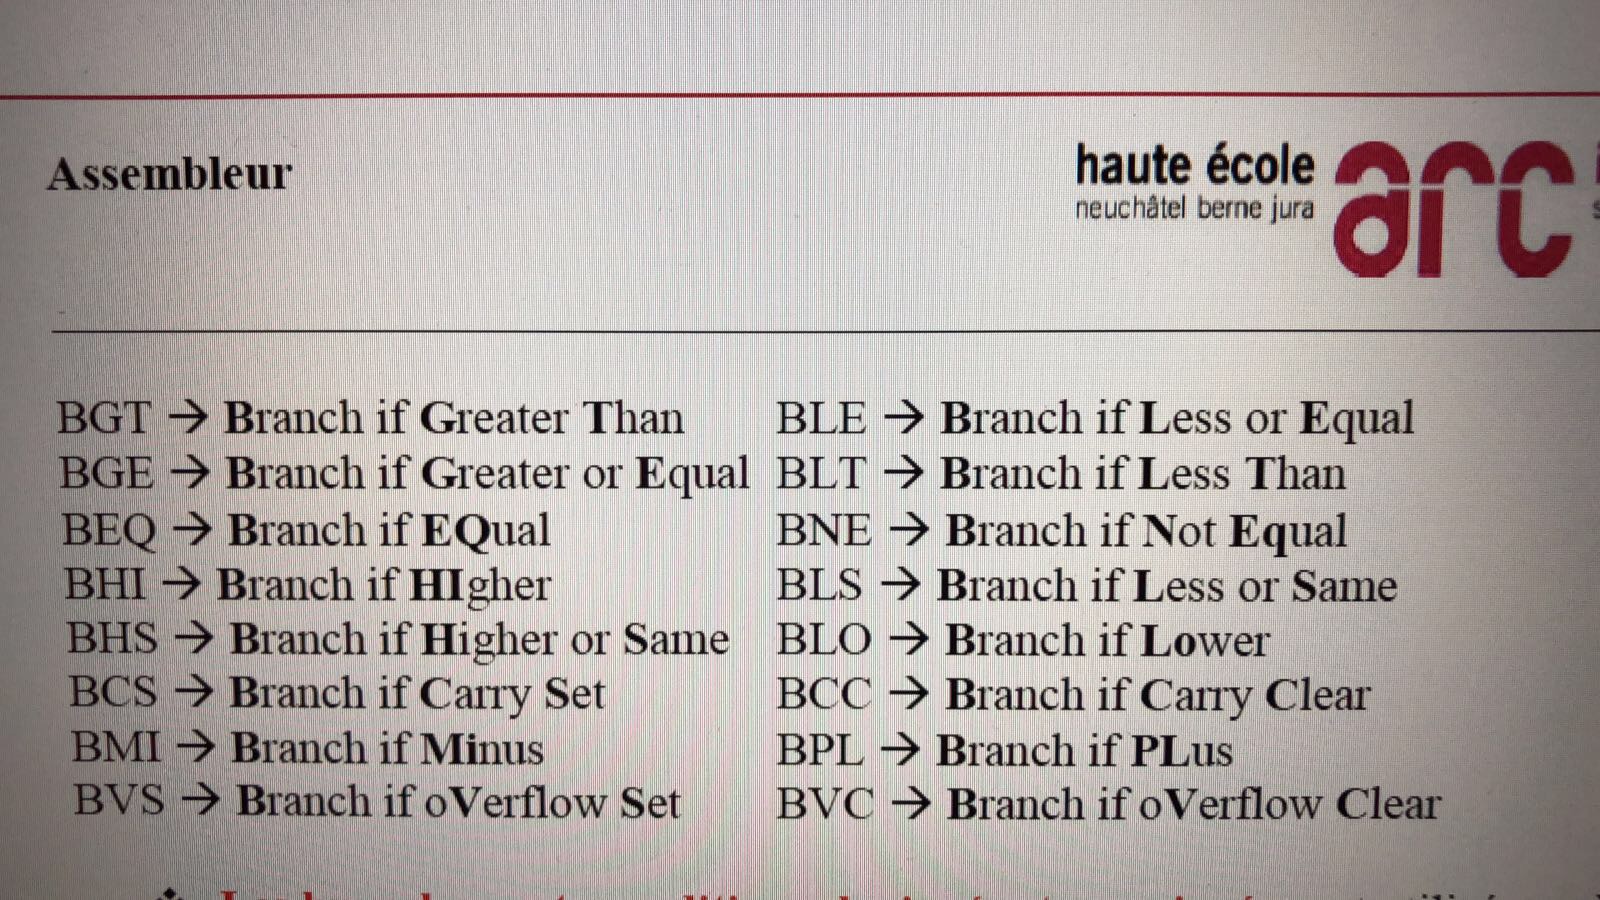 Assembleur
haute école
neuchâtel berne jura
arc
BGT → Branch if Greater Than
BLE → Branch if Less or Equal
BGE → Branch if Greater or Equal
BLT → Branch if Less Than
BEQ → Branch if EQual
BNE → Branch if Not Equal
BHI → Branch if HIgher
BLS → Branch if Less or Same
BHS → Branch if Higher or Same
BLO → Branch if Lower
BCS → Branch if Carry Set
BCC → Branch if Carry Clear
BMI → Branch if Minus
BPL → Branch if PLus
BVS → Branch if oVerflow Set
BVC → Branch if oVerflow Clear